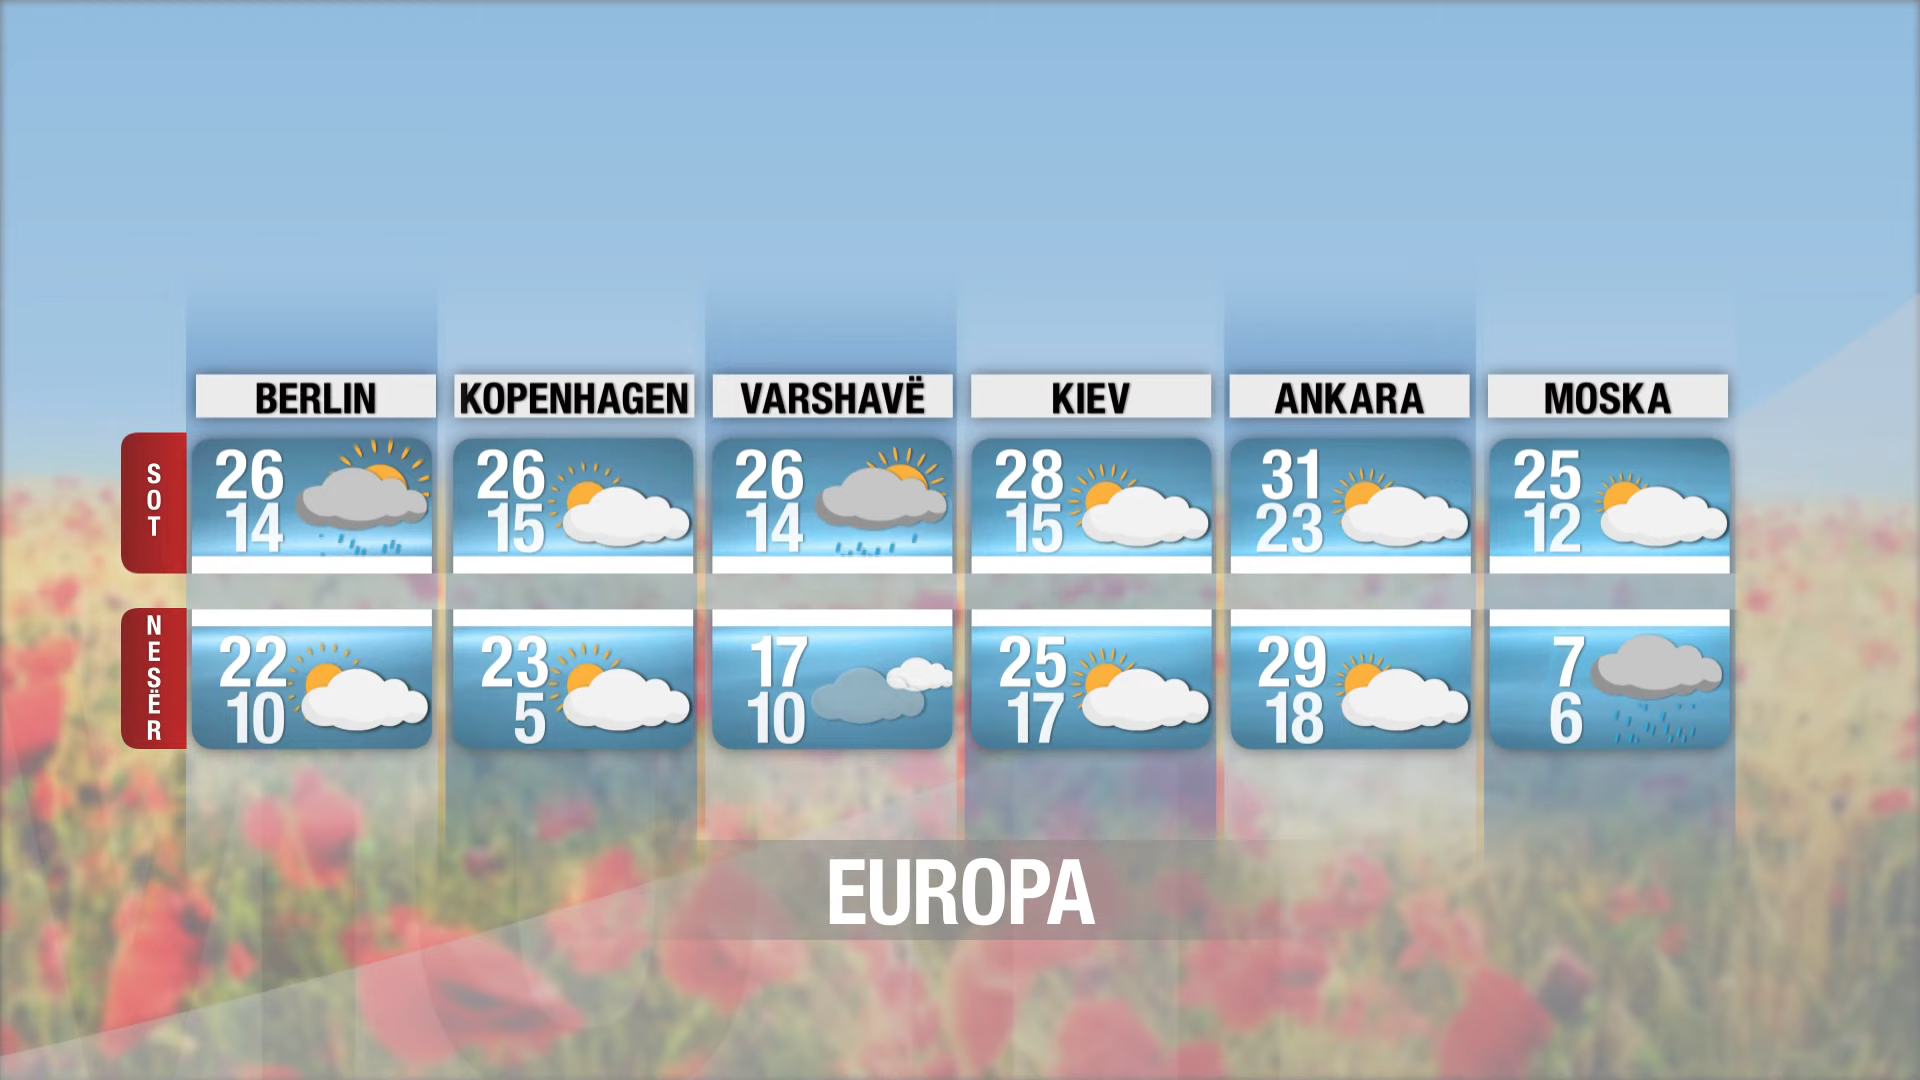 BERLIN KOPENHAGEN VARSHAVË KIEV ANKARA MOSKA
SOT
26 26 26 28 31 25
14 15 14 15 23 12
NESËR
22 23 17 25 29 7
10 5 10 17 18 6
EUROPA